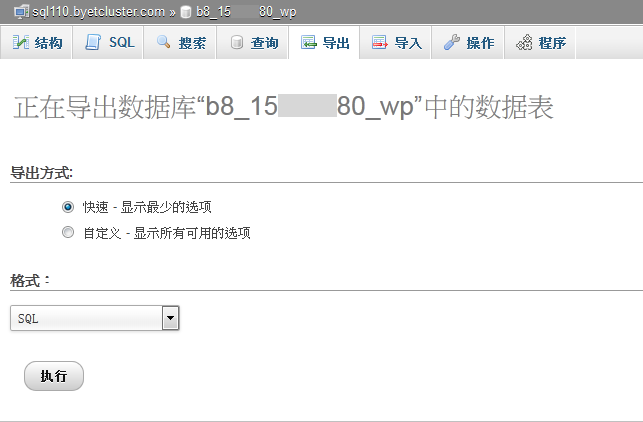 sql110.byetcluster.com » b8_15 80_wp
结构 SQL 搜索 查询 导出 导入 操作 程序
正在导出数据库“b8_15 80_wp”中的数据表
导出方式:
快速 - 显示最少的选项
自定义 - 显示所有可用的选项
格式：
SQL
执行